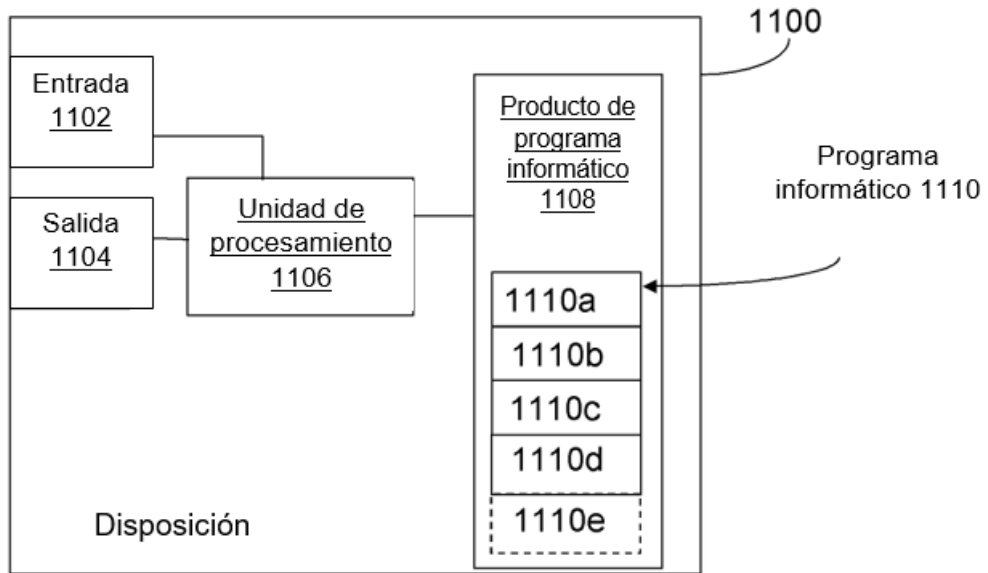 1100
Entrada
1102
Salida
1104
Unidad de
procesamiento
1106
Producto de
programa
informático
1108
1110a
1110b
1110c
1110d
1110e
Programa
informático 1110
Disposición